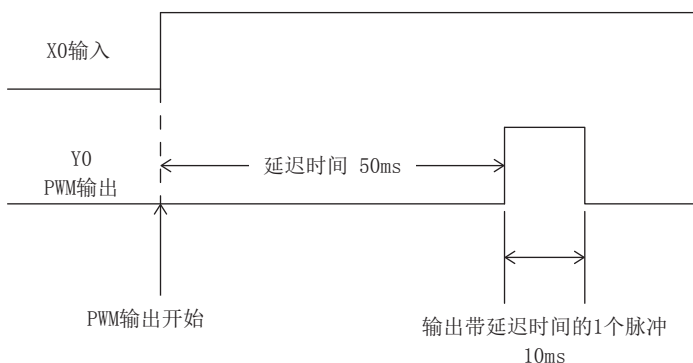 X0输入
Y0
PWM输出
延迟时间 50ms
PWM输出开始
输出带延迟时间的1个脉冲
10ms